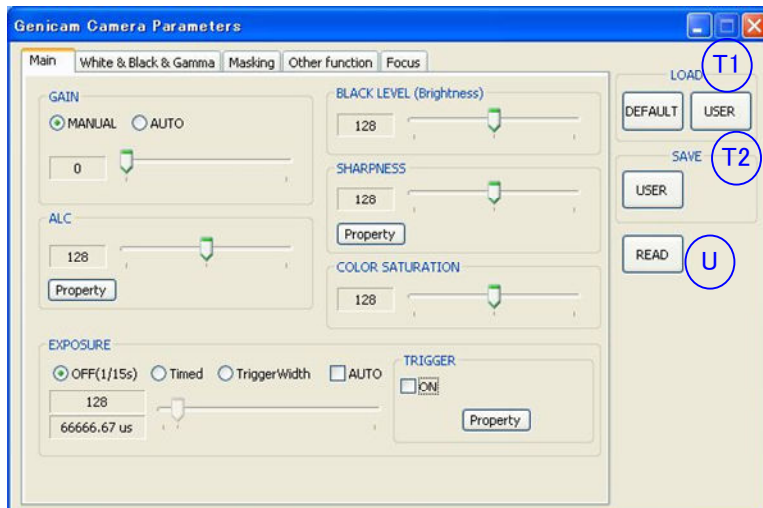 Genicam Camera Parameters
Main White & Black & Gamma Masking Other function Focus
GAIN
MANUAL AUTO
0
ALC
128
Property
BLACK LEVEL (Brightness)
128
SHARPNESS
128
Property
COLOR SATURATION
128
EXPOSURE
OFF(1/15s) Timed TriggerWidth AUTO
128
66666.67 us
TRIGGER
ON
Property
LOAD T1
DEFAULT USER
SAVE T2
USER
READ U